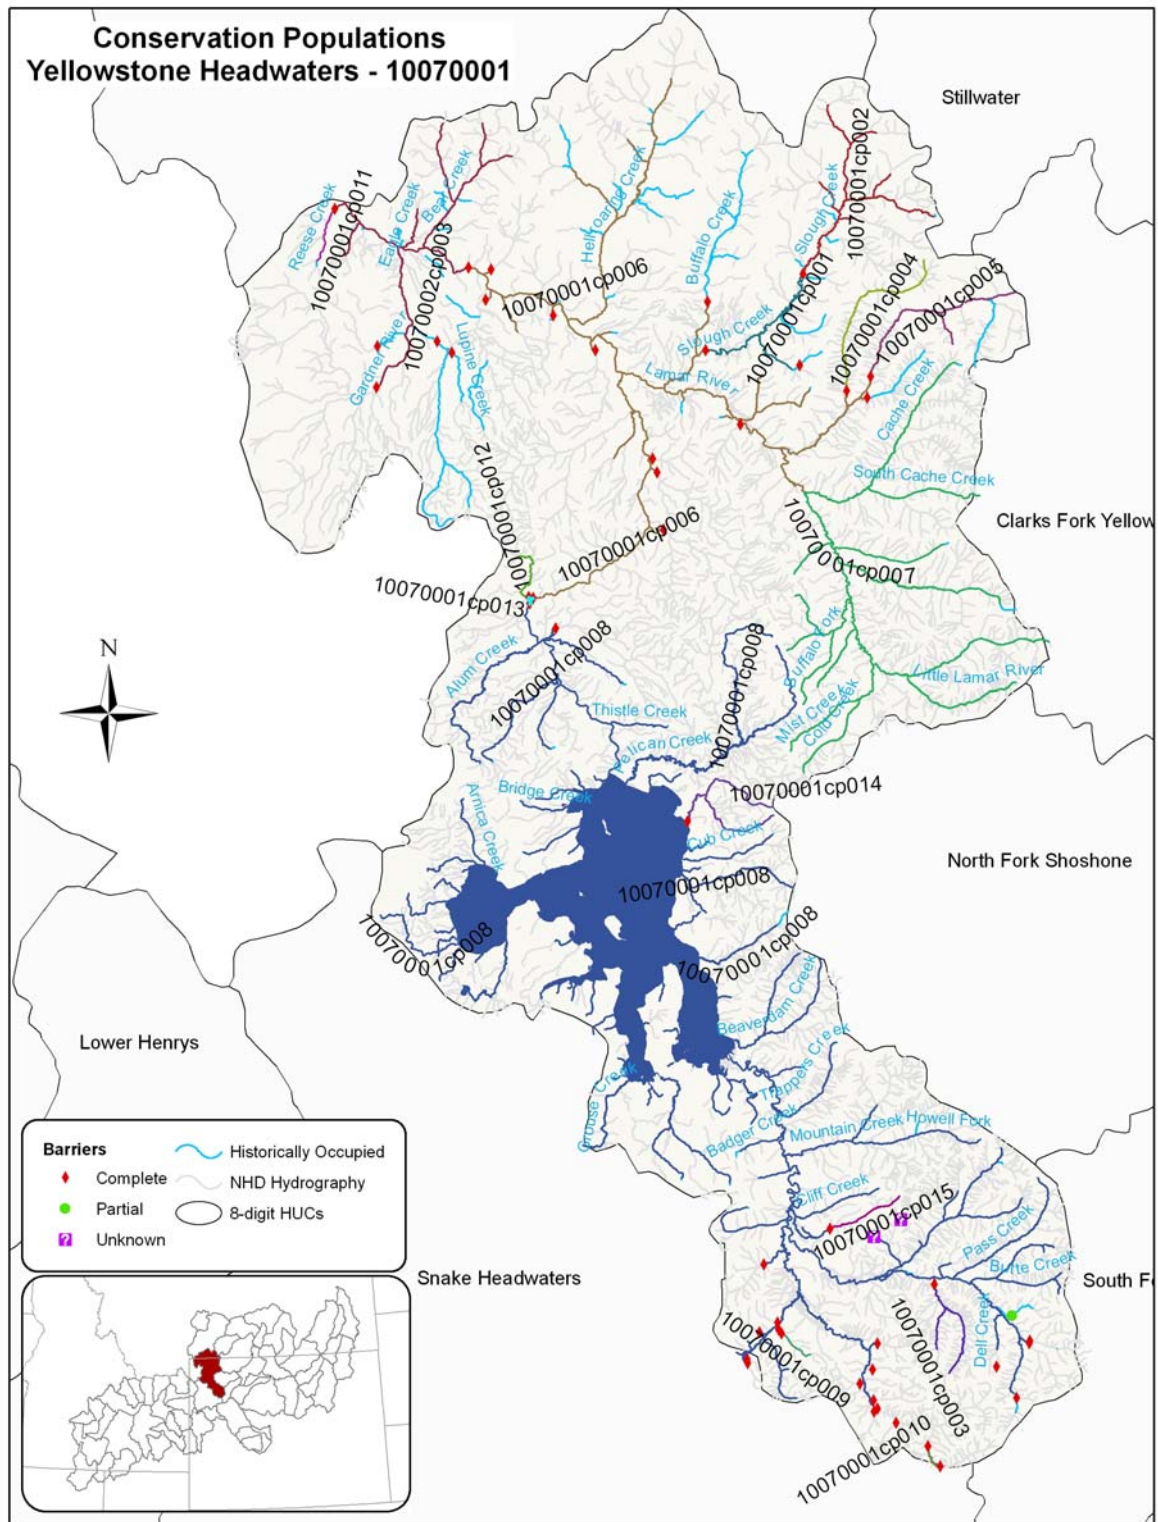 Conservation Populations
Yellowstone Headwaters - 10070001
Stillwater
10070001cp002
Reese Creek
10070001cp011
Eagle Creek
Bear Creek
10070002cp003
Hellroaring Creek
Buffalo Creek
Slough Creek
10070001cp006
10070001cp001
10070001cp004
10070001cp005
Gardner River
Lupine Creek
Slough Creek
Lamar River
Cache Creek
South Cache Creek
10070001cp012
10070001cp006
10070001cp007
Clarks Fork Yellow
10070001cp013
N
Alum Creek
10070001cp008
10070001cp008
Buffalo Fork
Little Lamar River
Mist Creek
Cold Creek
Thistle Creek
Pelican Creek
Bridge Creek
Arnica Creek
10070001cp014
Cub Creek
North Fork Shoshone
10070001cp008
10070001cp008
10070001cp008
Beaverdam Creek
Trappers Creek
Lower Henrys
Grouse Creek
Badger Creek
Mountain Creek
Howell Fork
Cliff Creek
10070001cp015
Pass Creek
Butte Creek
Snake Headwaters
South Fo
Dell Creek
10070001cp009
10070001cp003
10070001cp010
Barriers
Complete
Partial
Unknown
?
Historically Occupied
NHD Hydrography
8-digit HUCs
?
?